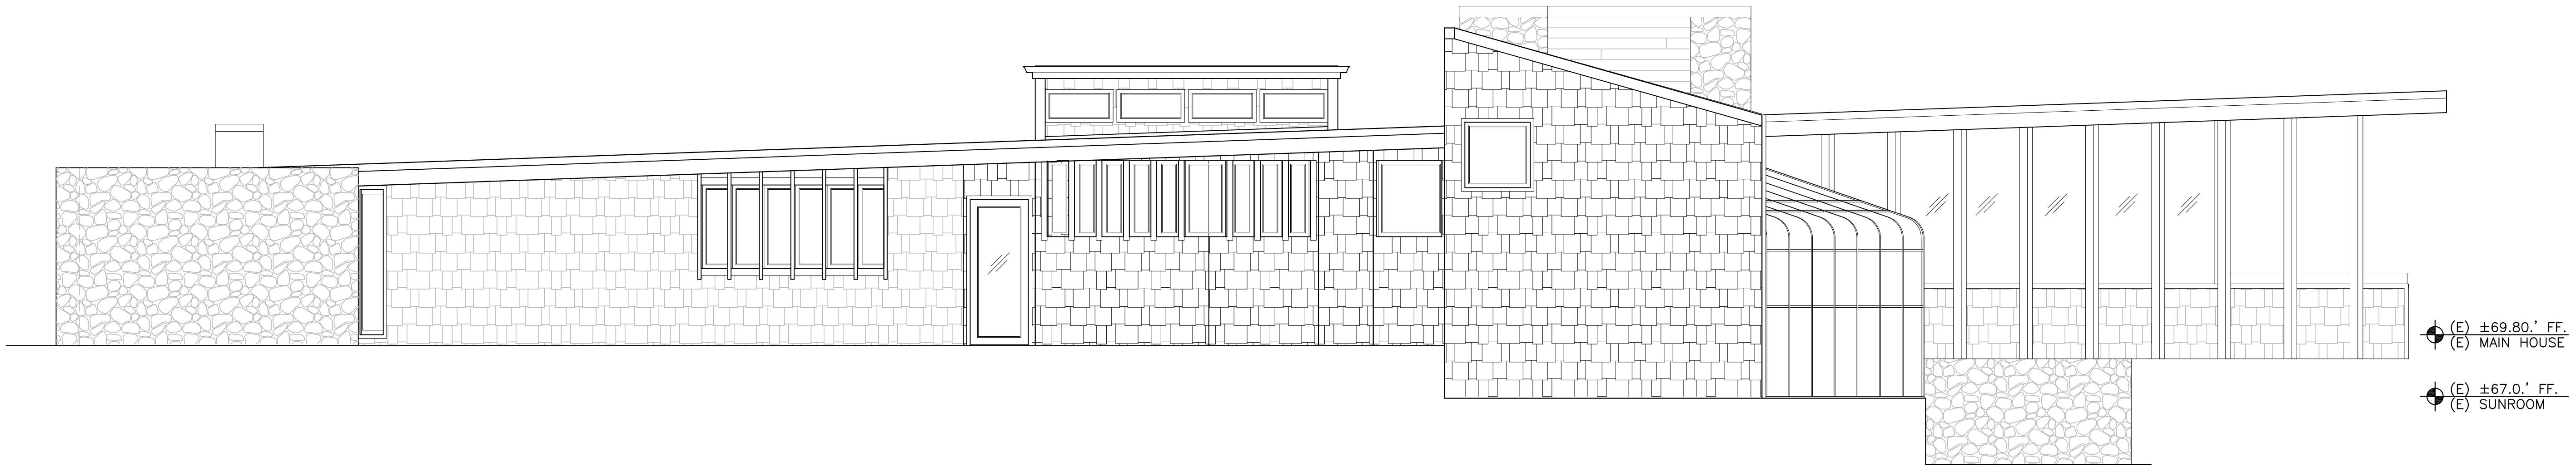 (E) ±69.80.' FF.
(E) MAIN HOUSE
(E) ±67.0.' FF.
(E) SUNROOM